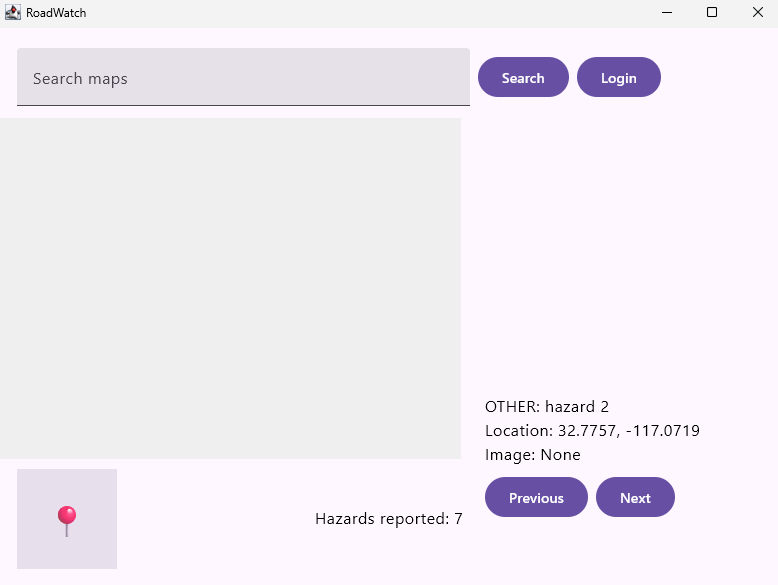 RoadWatch
Search maps
Search
Login
OTHER: hazard 2
Location: 32.7757, -117.0719
Image: None
Previous
Next
Hazards reported: 7